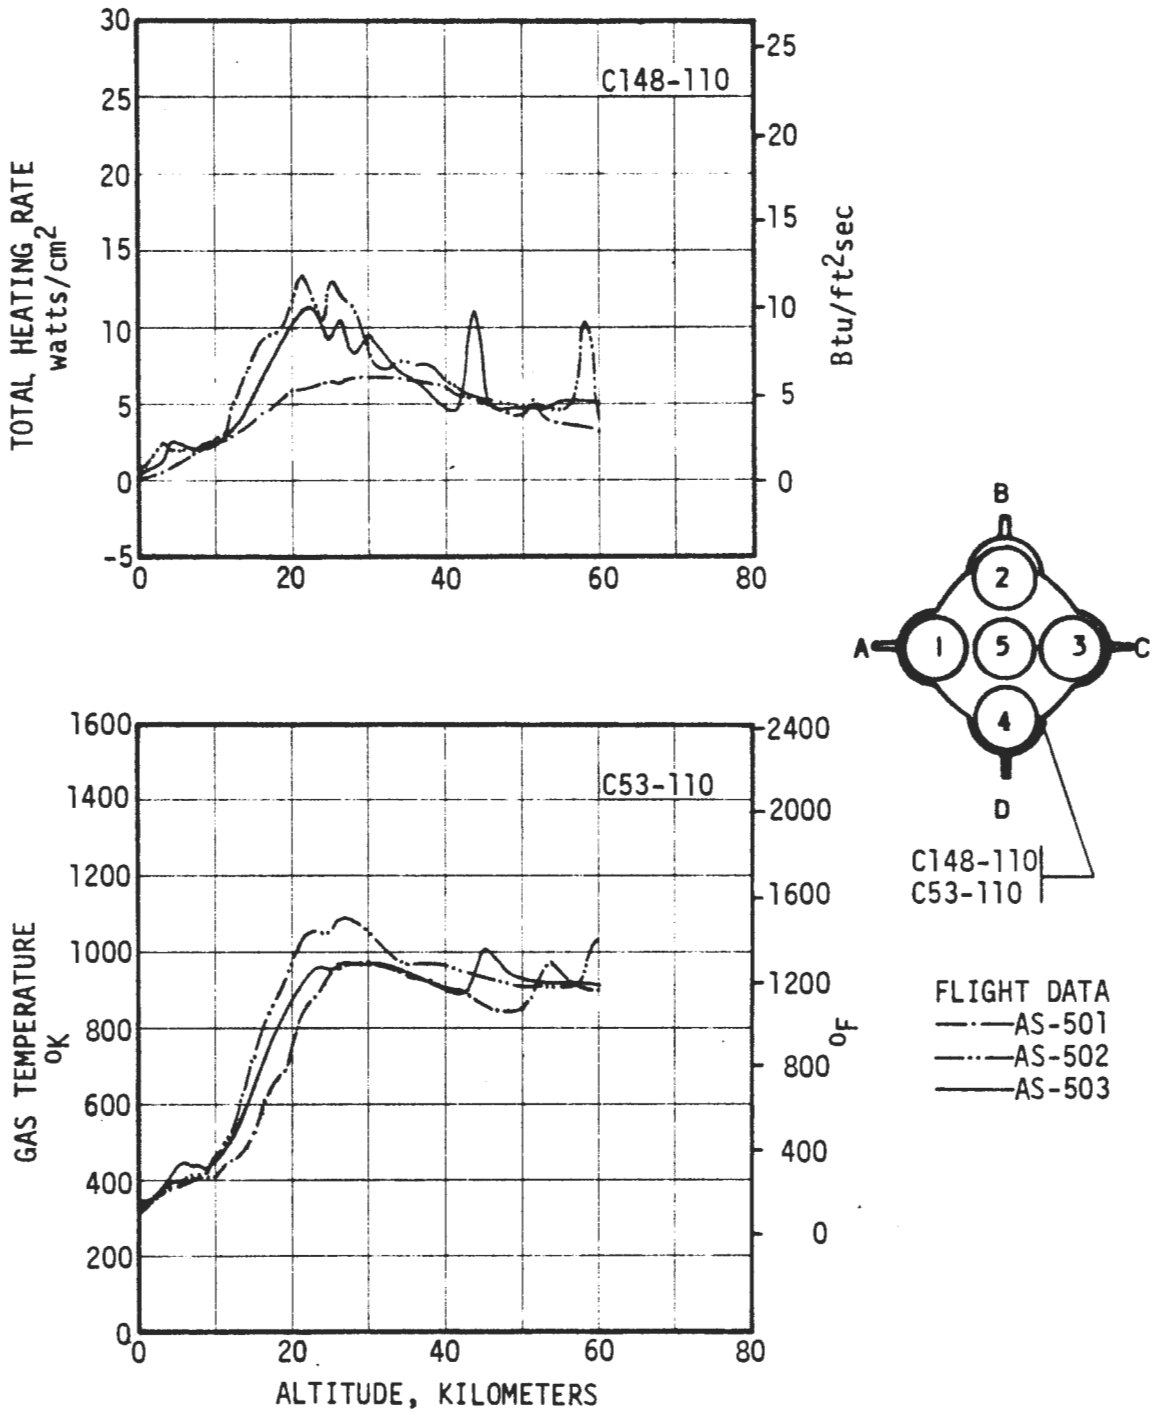 C148-110
TOTAL HEATING RATE
watts/cm2
30
25
20
15
10
5
0
-5
25
20
15
10
5
0
Btu/ft2sec
0 20 40 60 80
C53-110
GAS TEMPERATURE
oK
1600
1400
1200
1000
800
600
400
200
0
2400
2000
1600
1200
800
400
0
oF
0 20 40 60 80
ALTITUDE, KILOMETERS
B
2
A 1 5 3 C
4
D
C148-110
C53-110
FLIGHT DATA
AS-501
AS-502
AS-503